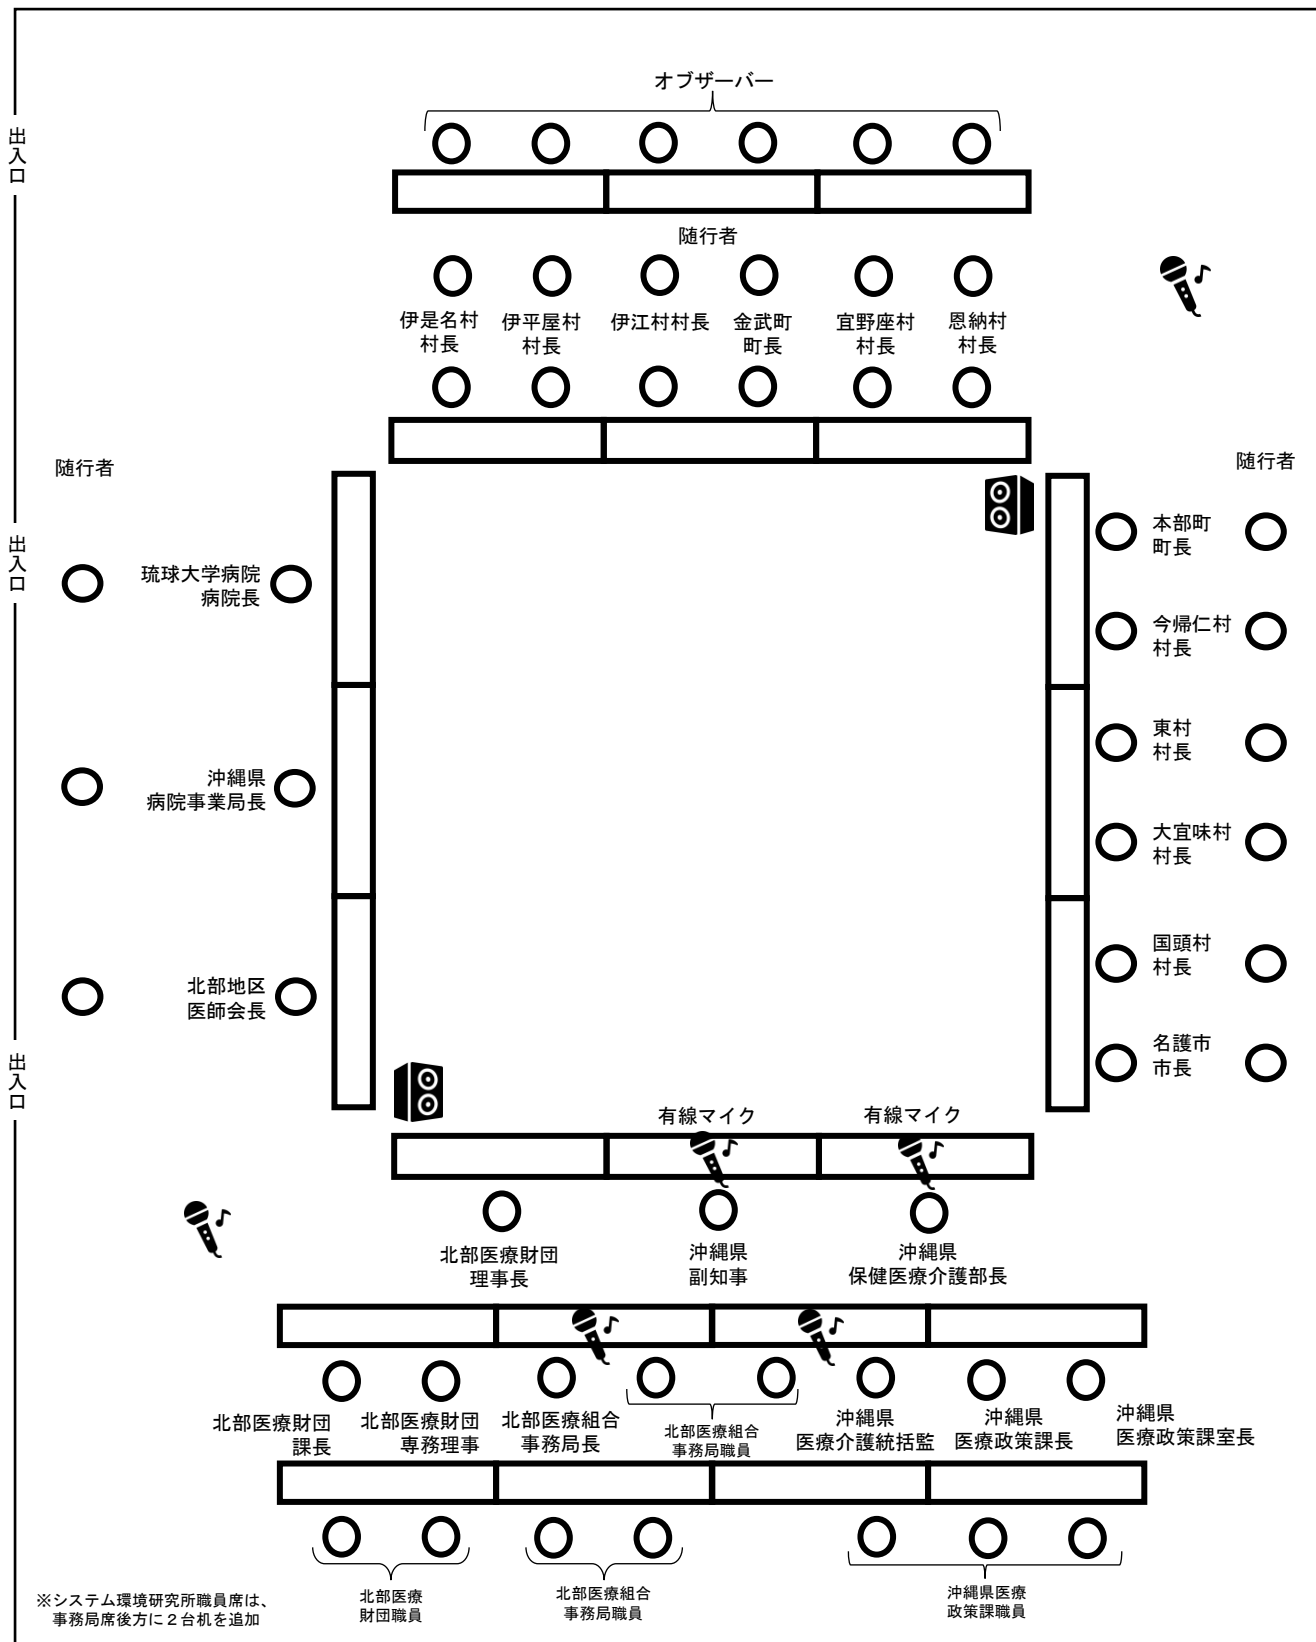 オブザーバー
出入口
随行者
伊是名村
村長
伊平屋村
村長
伊江村村長
金武町
町長
宜野座村
村長
恩納村
村長
随行者
随行者
出入口
琉球大学病院
病院長
沖縄県
病院事業局長
北部地区
医師会長
本部町
町長
今帰仁村
村長
東村
村長
大宜味村
村長
国頭村
村長
名護市
市長
出入口
有線マイク
有線マイク
北部医療財団
理事長
沖縄県
副知事
沖縄県
保健医療介護部長
北部医療財団
課長
北部医療財団
専務理事
北部医療組合
事務局長
北部医療組合
事務局職員
沖縄県
医療介護統括監
沖縄県
医療政策課長
沖縄県
医療政策課室長
北部医療
財団職員
北部医療組合
事務局職員
沖縄県医療
政策課職員
※システム環境研究所職員席は、
事務局席後方に２台机を追加